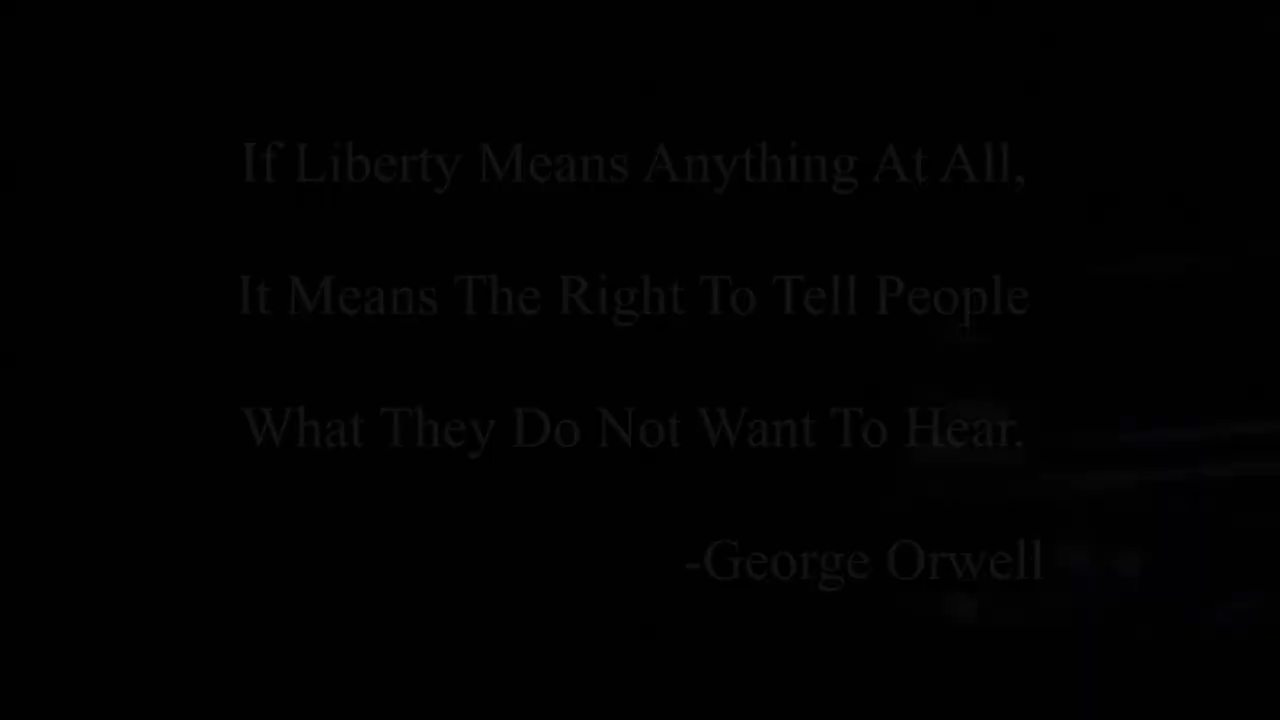 If Liberty Means Anything At All,
It Means The Right To Tell People
What They Do Not Want To Hear.
-George Orwell